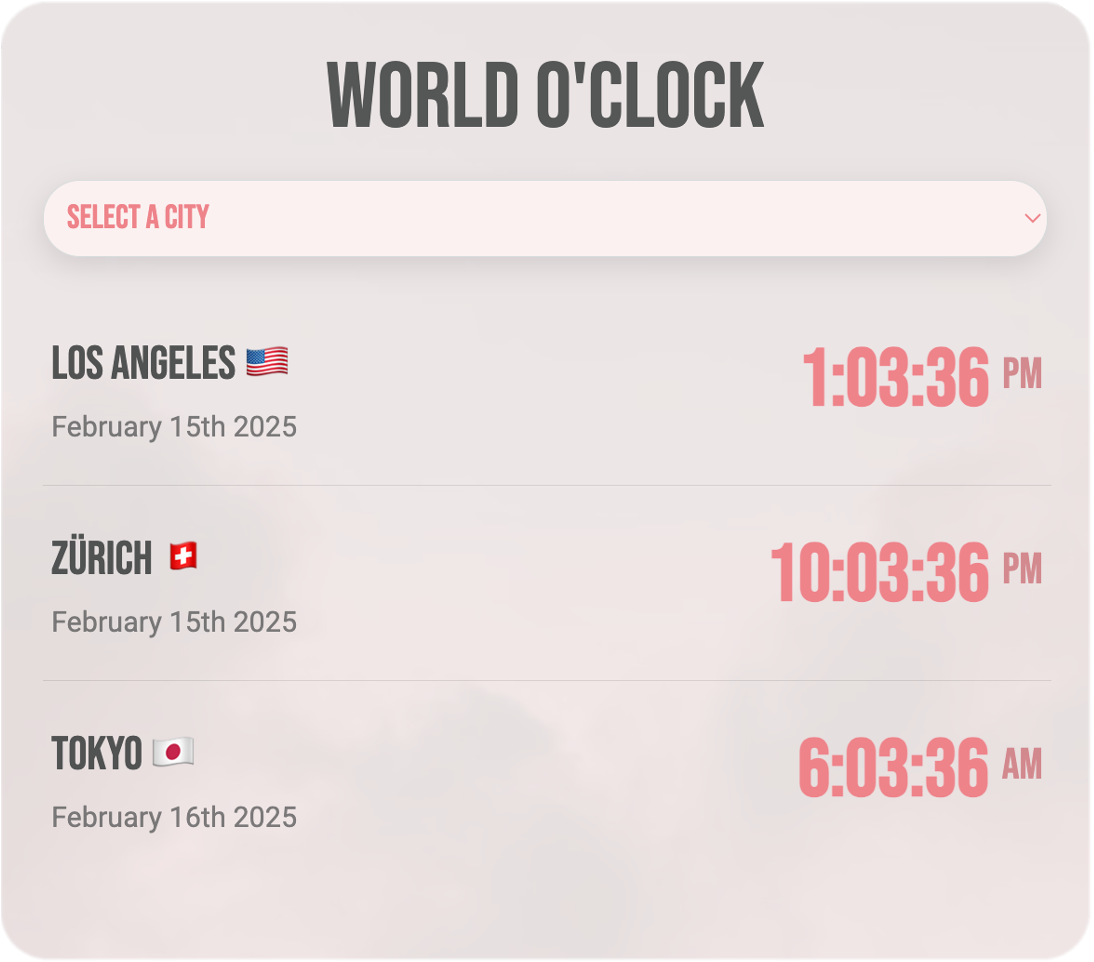 WORLD O'CLOCK
SELECT A CITY
LOS ANGELES 🇺🇸
1:03:36 PM
February 15th 2025
ZÜRICH 🇨🇭
10:03:36 PM
February 15th 2025
TOKYO 🇯🇵
6:03:36 AM
February 16th 2025